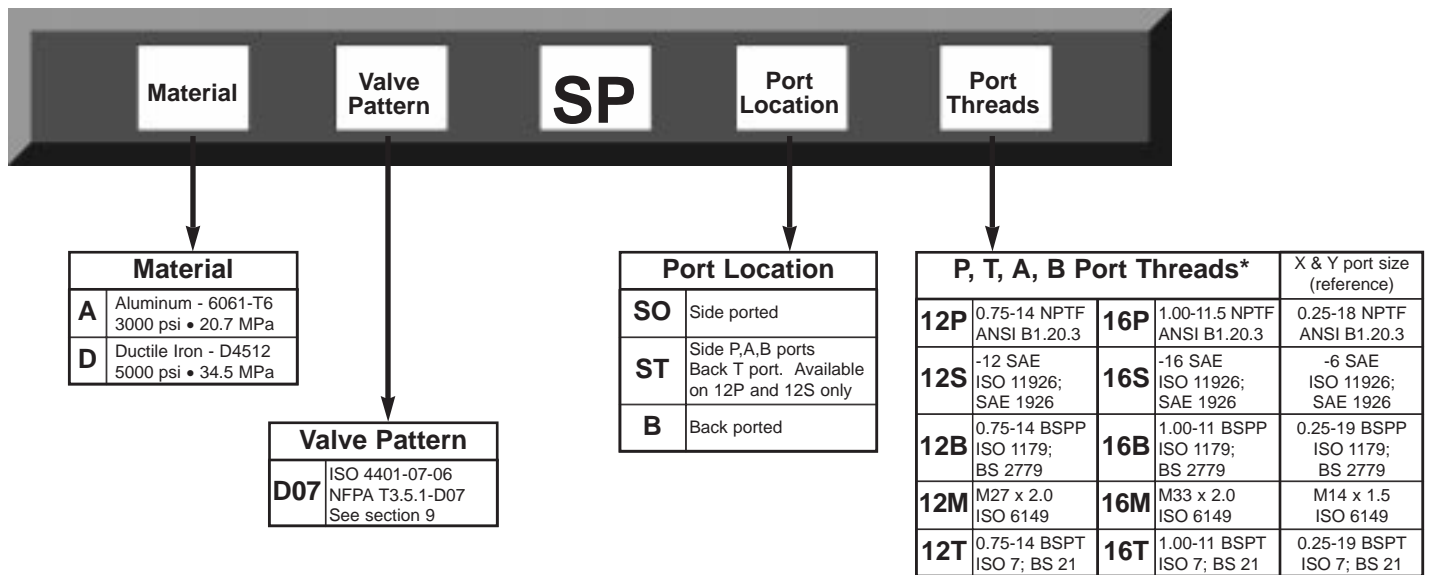 Material
Valve
Pattern
SP
Port
Location
Port
Threads
Material
A
Aluminum - 6061-T6
3000 psi • 20.7 MPa
D
Ductile Iron - D4512
5000 psi • 34.5 MPa
Valve Pattern
D07
ISO 4401-07-06
NFPA T3.5.1-D07
See section 9
Port Location
SO
Side ported
ST
Side P,A,B ports
Back T port. Available
on 12P and 12S only
B
Back ported
P, T, A, B Port Threads*
X & Y port size
(reference)
12P
0.75-14 NPTF
ANSI B1.20.3
16P
1.00-11.5 NPTF
ANSI B1.20.3
0.25-18 NPTF
ANSI B1.20.3
12S
-12 SAE
ISO 11926;
SAE 1926
16S
-16 SAE
ISO 11926;
SAE 1926
-6 SAE
ISO 11926;
SAE 1926
12B
0.75-14 BSPP
ISO 1179;
BS 2779
16B
1.00-11 BSPP
ISO 1179;
BS 2779
0.25-19 BSPP
ISO 1179;
BS 2779
12M
M27 x 2.0
ISO 6149
16M
M33 x 2.0
ISO 6149
M14 x 1.5
ISO 6149
12T
0.75-14 BSPT
ISO 7; BS 21
16T
1.00-11 BSPT
ISO 7; BS 21
0.25-19 BSPT
ISO 7; BS 21